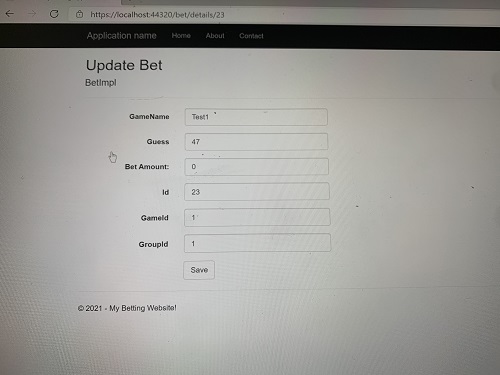 https://localhost:44320/bet/details/23
Application name Home About Contact
Update Bet
BetImpl
GameName Test1
Guess 47
Bet Amount: 0
Id 23
GameId 1
GroupId 1
Save
© 2021 - My Betting Website!